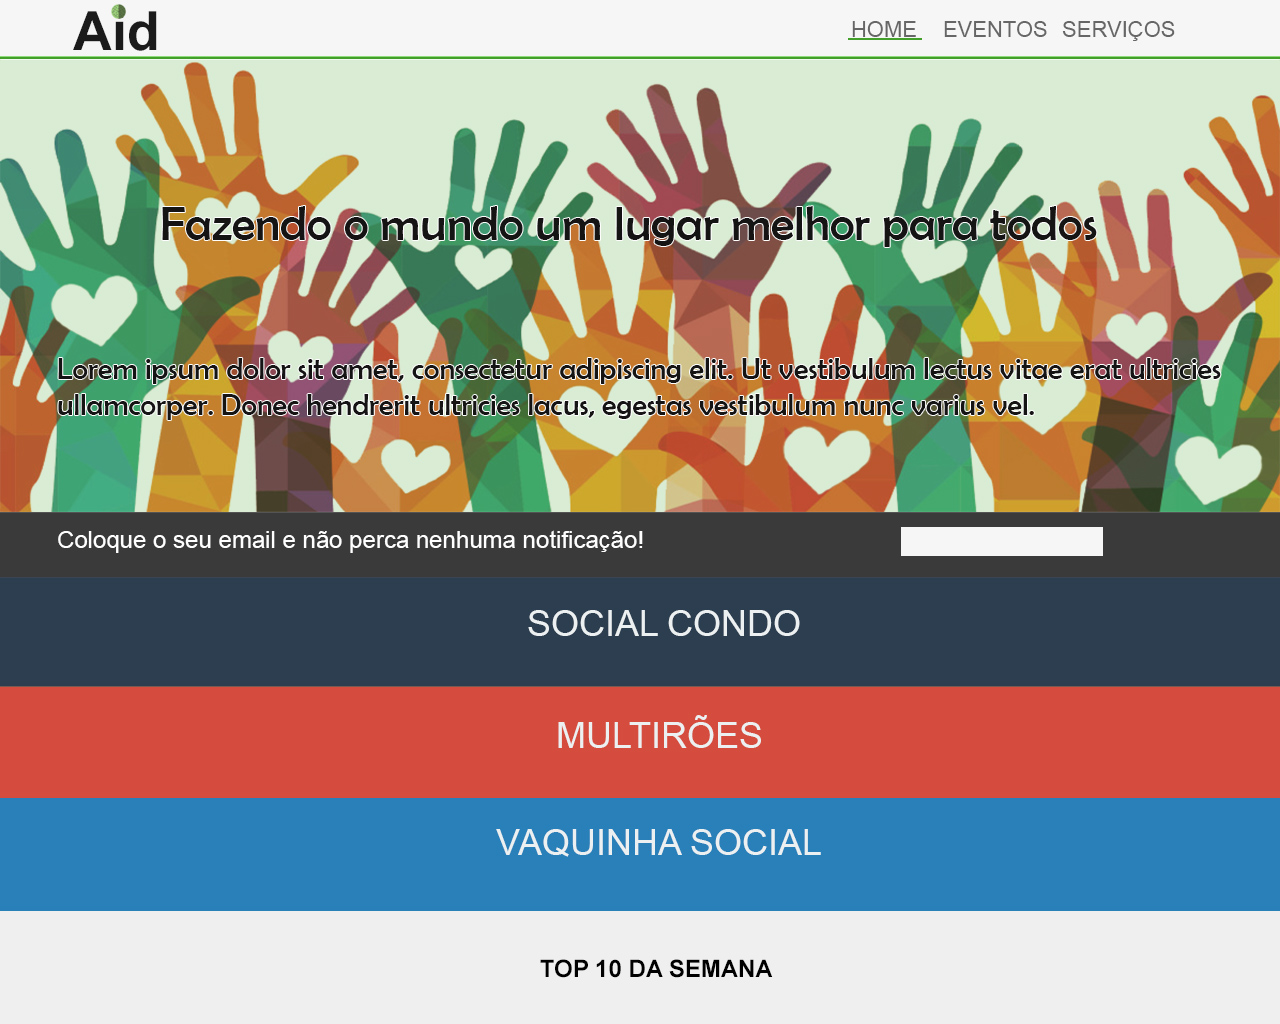 Aid
HOME EVENTOS SERVIÇOS
Fazendo o mundo um lugar melhor para todos
Lorem ipsum dolor sit amet, consectetur adipiscing elit. Ut vestibulum lectus vitae erat ultricies
ullamcorper. Donec hendrerit ultricies lacus, egestas vestibulum nunc varius vel.
Coloque o seu email e não perca nenhuma notificação!
SOCIAL CONDO
MULTIRÕES
VAQUINHA SOCIAL
TOP 10 DA SEMANA